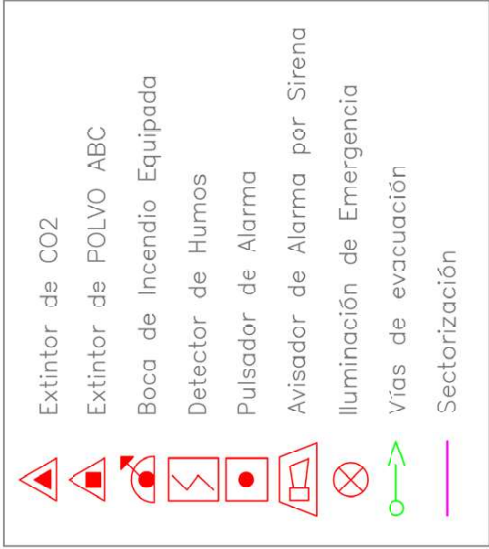 Extintor de CO2
Extintor de POLVO ABC
Boca de Incendio Equipada
Detector de Humos
Pulsador de Alarma
Avisador de Alarma por Sirena
Iluminación de Emergencia
Vías de evacuación
Sectorización